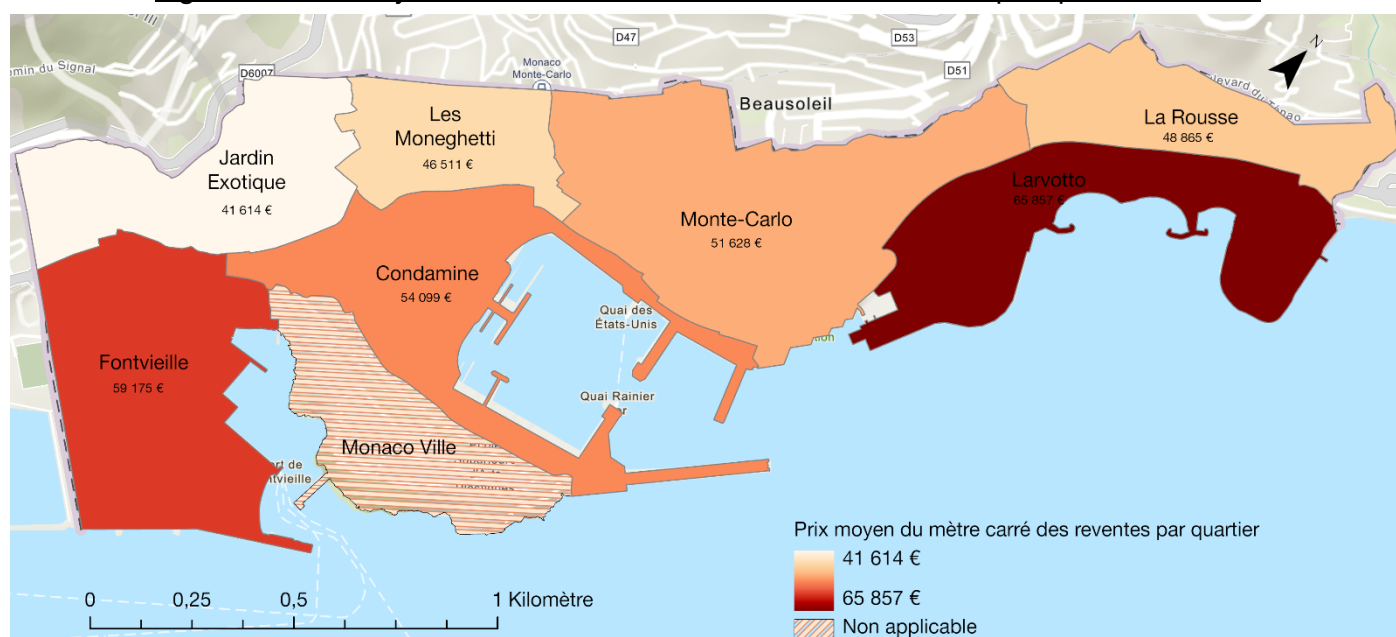 D47
D53
emin du Signal
D6007
Monaco
Monte-Carlo
D51
Beausoleil
Les
Moneghetti
46 511 €
La Rousse
48 865 €
Jardin
Exotique
41 614 €
Larvotto
65 857 €
Monte-Carlo
51 628 €
Condamine
54 099 €
Quai des
États-Unis
Fontvieille
59 175 €
Quai Rainier
Monaco Ville
N
Prix moyen du mètre carré des reventes par quartier
41 614 €
65 857 €
Non applicable
0 0,25 0,5 1 Kilomètre